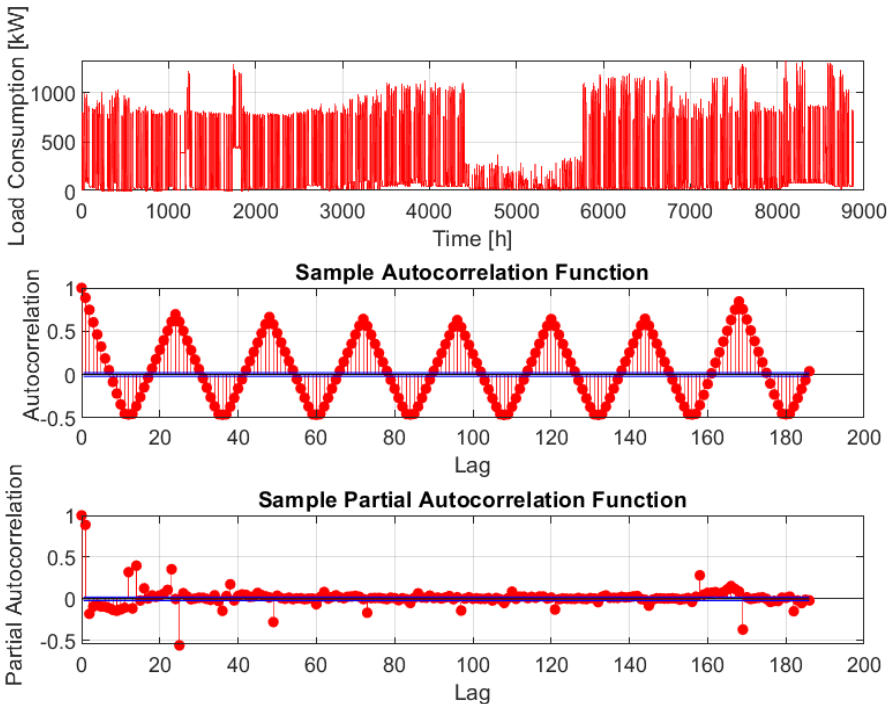 Load Consumption [kW]
1000
500
0
0 1000 2000 3000 4000 5000 6000 7000 8000 9000
Time [h]
Sample Autocorrelation Function
Autocorrelation
1
0.5
0
-0.5
0 20 40 60 80 100 120 140 160 180 200
Lag
Sample Partial Autocorrelation Function
Partial Autocorrelation
1
0.5
0
-0.5
0 20 40 60 80 100 120 140 160 180 200
Lag